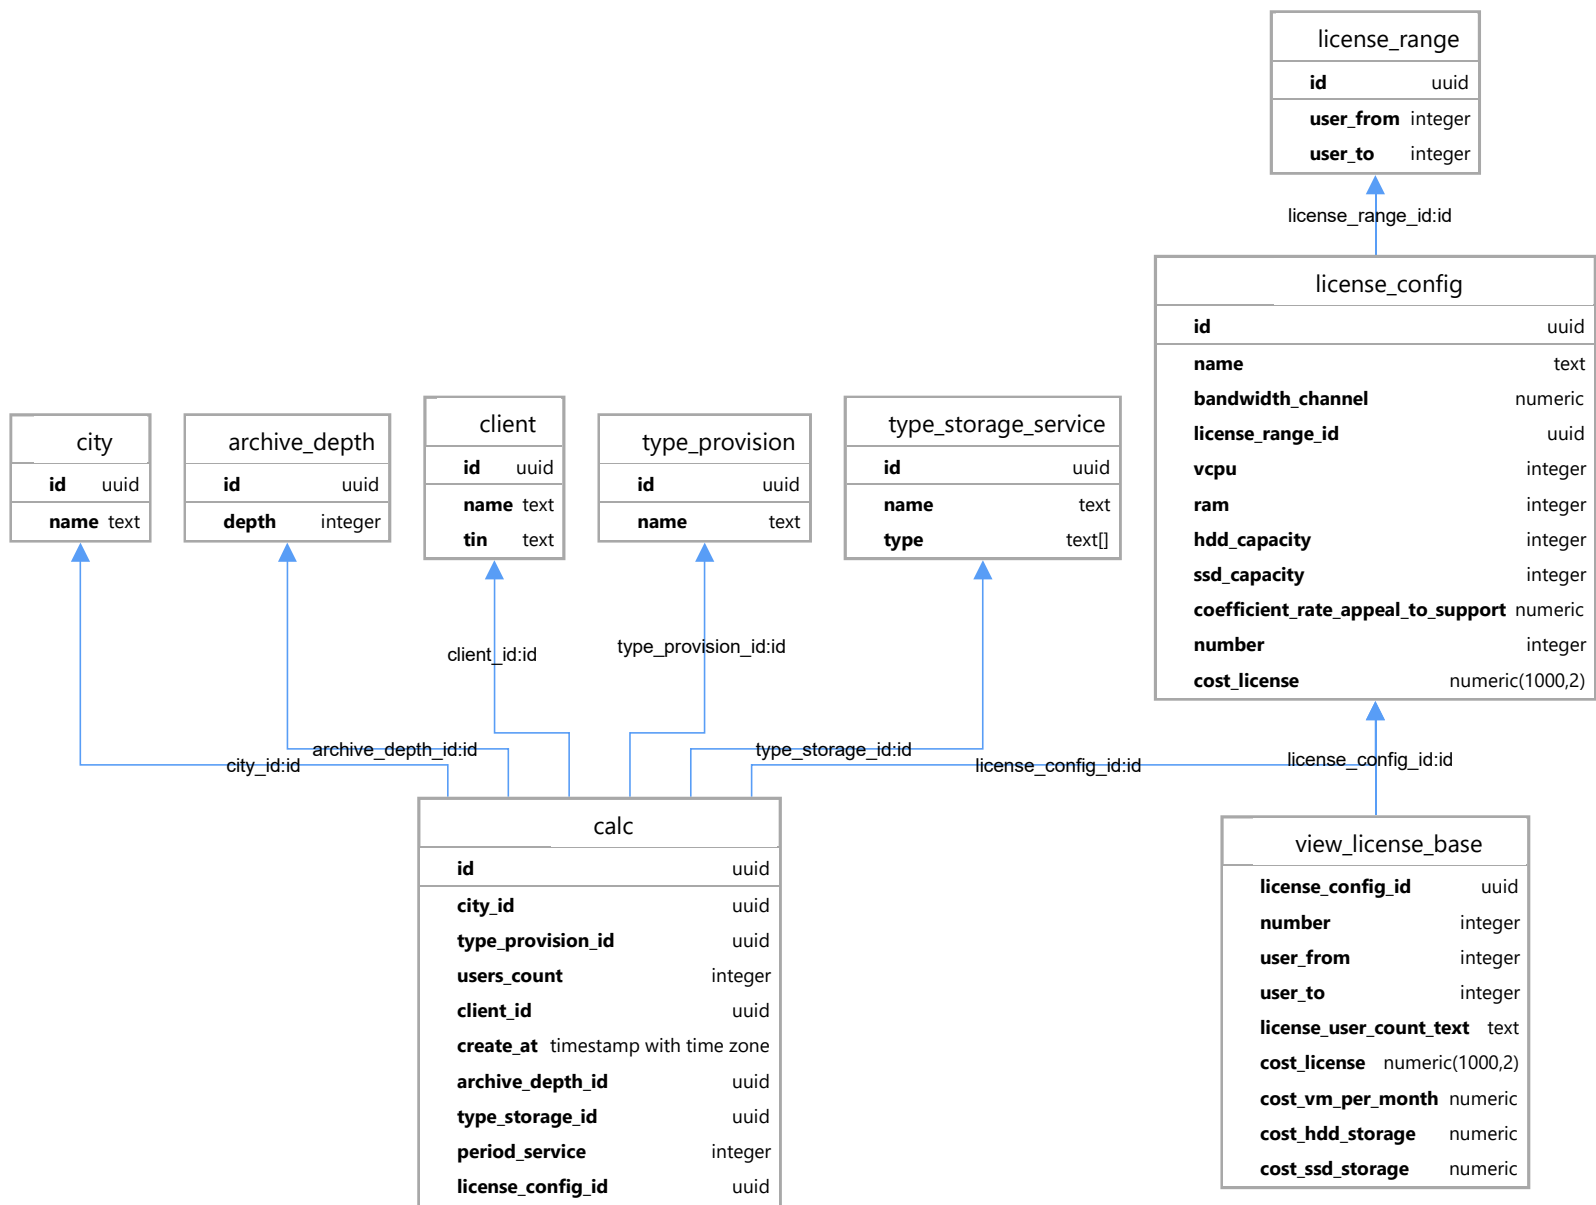 license_range
id uuid
user_from integer
user_to integer
license_range_id:id
license_config
id uuid
name text
bandwidth_channel numeric
license_range_id uuid
vcpu integer
ram integer
hdd_capacity integer
ssd_capacity integer
coefficient_rate_appeal_to_support numeric
number integer
cost_license numeric(1000,2)
city
id uuid
name text
archive_depth
id uuid
depth integer
client
id uuid
name text
tin text
type_provision
id uuid
name text
type_storage_service
id uuid
name text
type text[]
client_id:id
type_provision_id:id
archive_depth_id:id
type_storage_id:id
city_id:id
license_config_id:id
license_config_id:id
calc
id uuid
city_id uuid
type_provision_id uuid
users_count integer
client_id uuid
create_at timestamp with time zone
archive_depth_id uuid
type_storage_id uuid
period_service integer
license_config_id uuid
view_license_base
license_config_id uuid
number integer
user_from integer
user_to integer
license_user_count_text text
cost_license numeric(1000,2)
cost_vm_per_month numeric
cost_hdd_storage numeric
cost_ssd_storage numeric